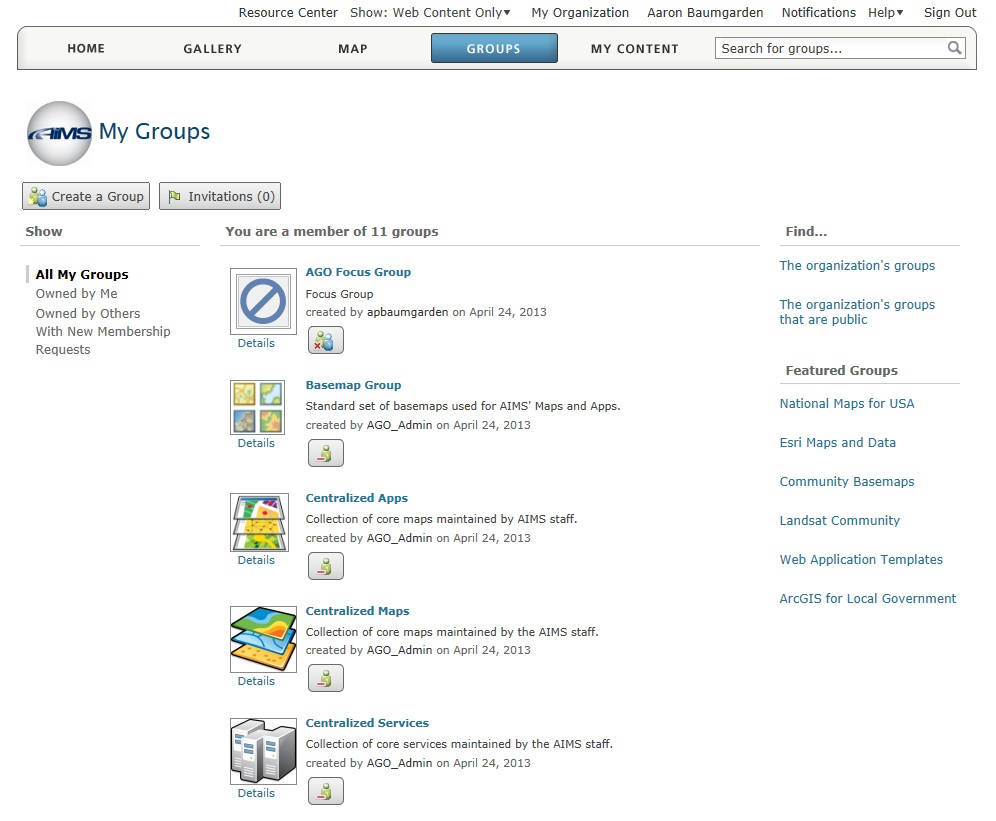 Resource Center Show: Web Content Only▾ My Organization Aaron Baumgarden Notifications Help▾ Sign Out
HOME GALLERY MAP GROUPS MY CONTENT Search for groups...
AIMS My Groups
Create a Group Invitations (0)
Show
All My Groups
Owned by Me
Owned by Others
With New Membership
Requests
You are a member of 11 groups
AGO Focus Group
Focus Group
created by apbaumgarden on April 24, 2013
Details
Basemap Group
Standard set of basemaps used for AIMS' Maps and Apps.
created by AGO_Admin on April 24, 2013
Details
Centralized Apps
Collection of core maps maintained by AIMS staff.
created by AGO_Admin on April 24, 2013
Details
Centralized Maps
Collection of core maps maintained by the AIMS staff.
created by AGO_Admin on April 24, 2013
Details
Centralized Services
Collection of core services maintained by the AIMS staff.
created by AGO_Admin on April 24, 2013
Details
Find...
The organization's groups
The organization's groups
that are public
Featured Groups
National Maps for USA
Esri Maps and Data
Community Basemaps
Landsat Community
Web Application Templates
ArcGIS for Local Government